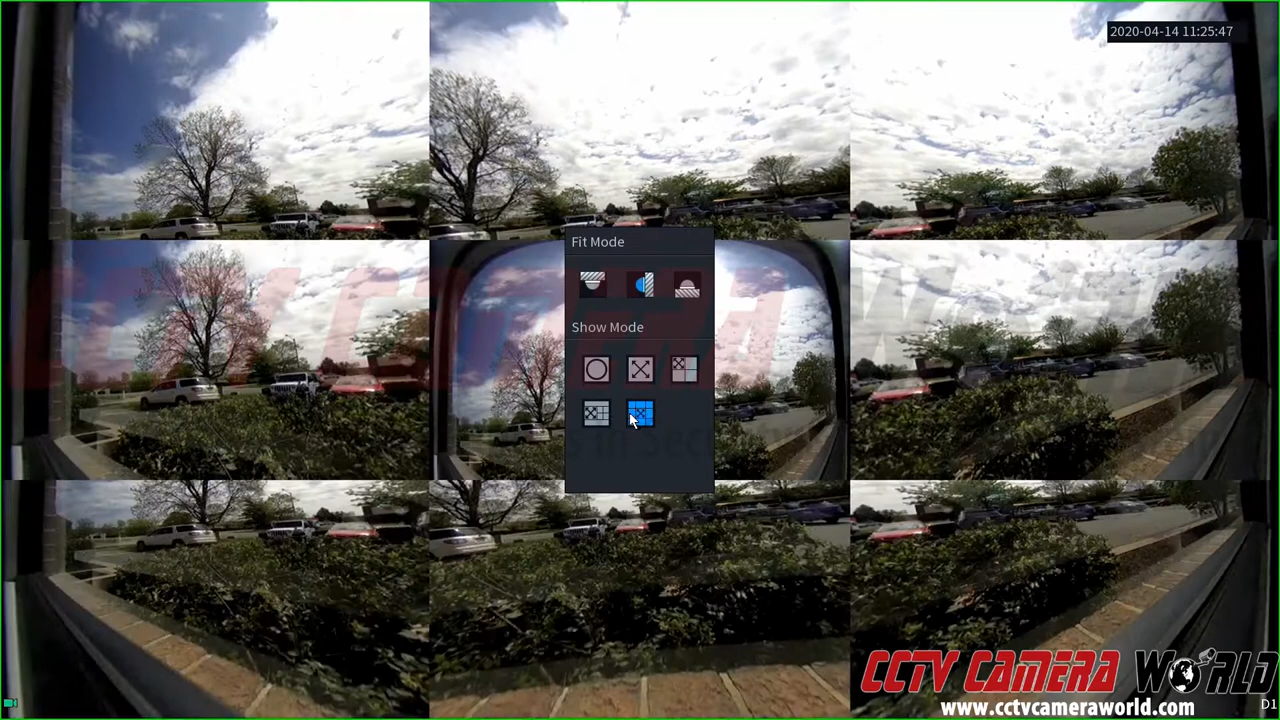 2020-04-14 11:25:47
Fit Mode
Show Mode
CCTV CAMERA WORLD
www.cctvcameraworld.com
D1